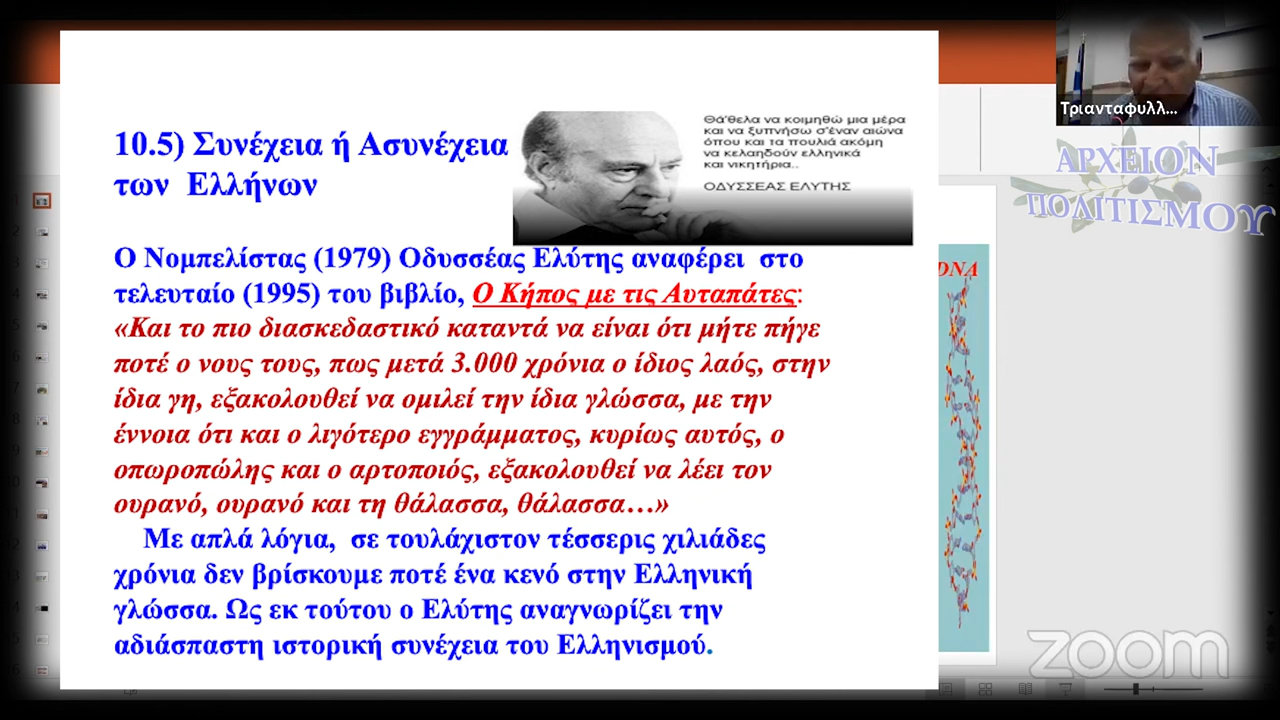 10.5) Συνέχεια ή Ασυνέχεια
των Ελλήνων
Θά'θελα να κοιμηθώ μια μέρα
και να ξυπνήσω σ'έναν αιώνα
όπου και τα πουλιά ακόμη
να κελαηδούν ελληνικά
και νικητήρια..
ΟΔΥΣΣΕΑΣ ΕΛΥΤΗΣ
Ο Νομπελίστας (1979) Οδυσσέας Ελύτης αναφέρει στο
τελευταίο (1995) του βιβλίο, Ο Κήπος με τις Αυταπάτες:
«Και το πιο διασκεδαστικό καταντά να είναι ότι μήτε πήγε
ποτέ ο νους τους, πως μετά 3.000 χρόνια ο ίδιος λαός, στην
ίδια γη, εξακολουθεί να ομιλεί την ίδια γλώσσα, με την
έννοια ότι και ο λιγότερο εγγράμματος, κυρίως αυτός, ο
οπωροπώλης και ο αρτοποιός, εξακολουθεί να λέει τον
ουρανό, ουρανό και τη θάλασσα, θάλασσα…»
Με απλά λόγια, σε τουλάχιστον τέσσερις χιλιάδες
χρόνια δεν βρίσκουμε ποτέ ένα κενό στην Ελληνική
γλώσσα. Ως εκ τούτου ο Ελύτης αναγνωρίζει την
αδιάσπαστη ιστορική συνέχεια του Ελληνισμού.
Τριανταφυλλ...
ΑΡΧΕΙΟΝ
ΠΟΛΙΤΙΣΜΟΥ
DNA
zoom